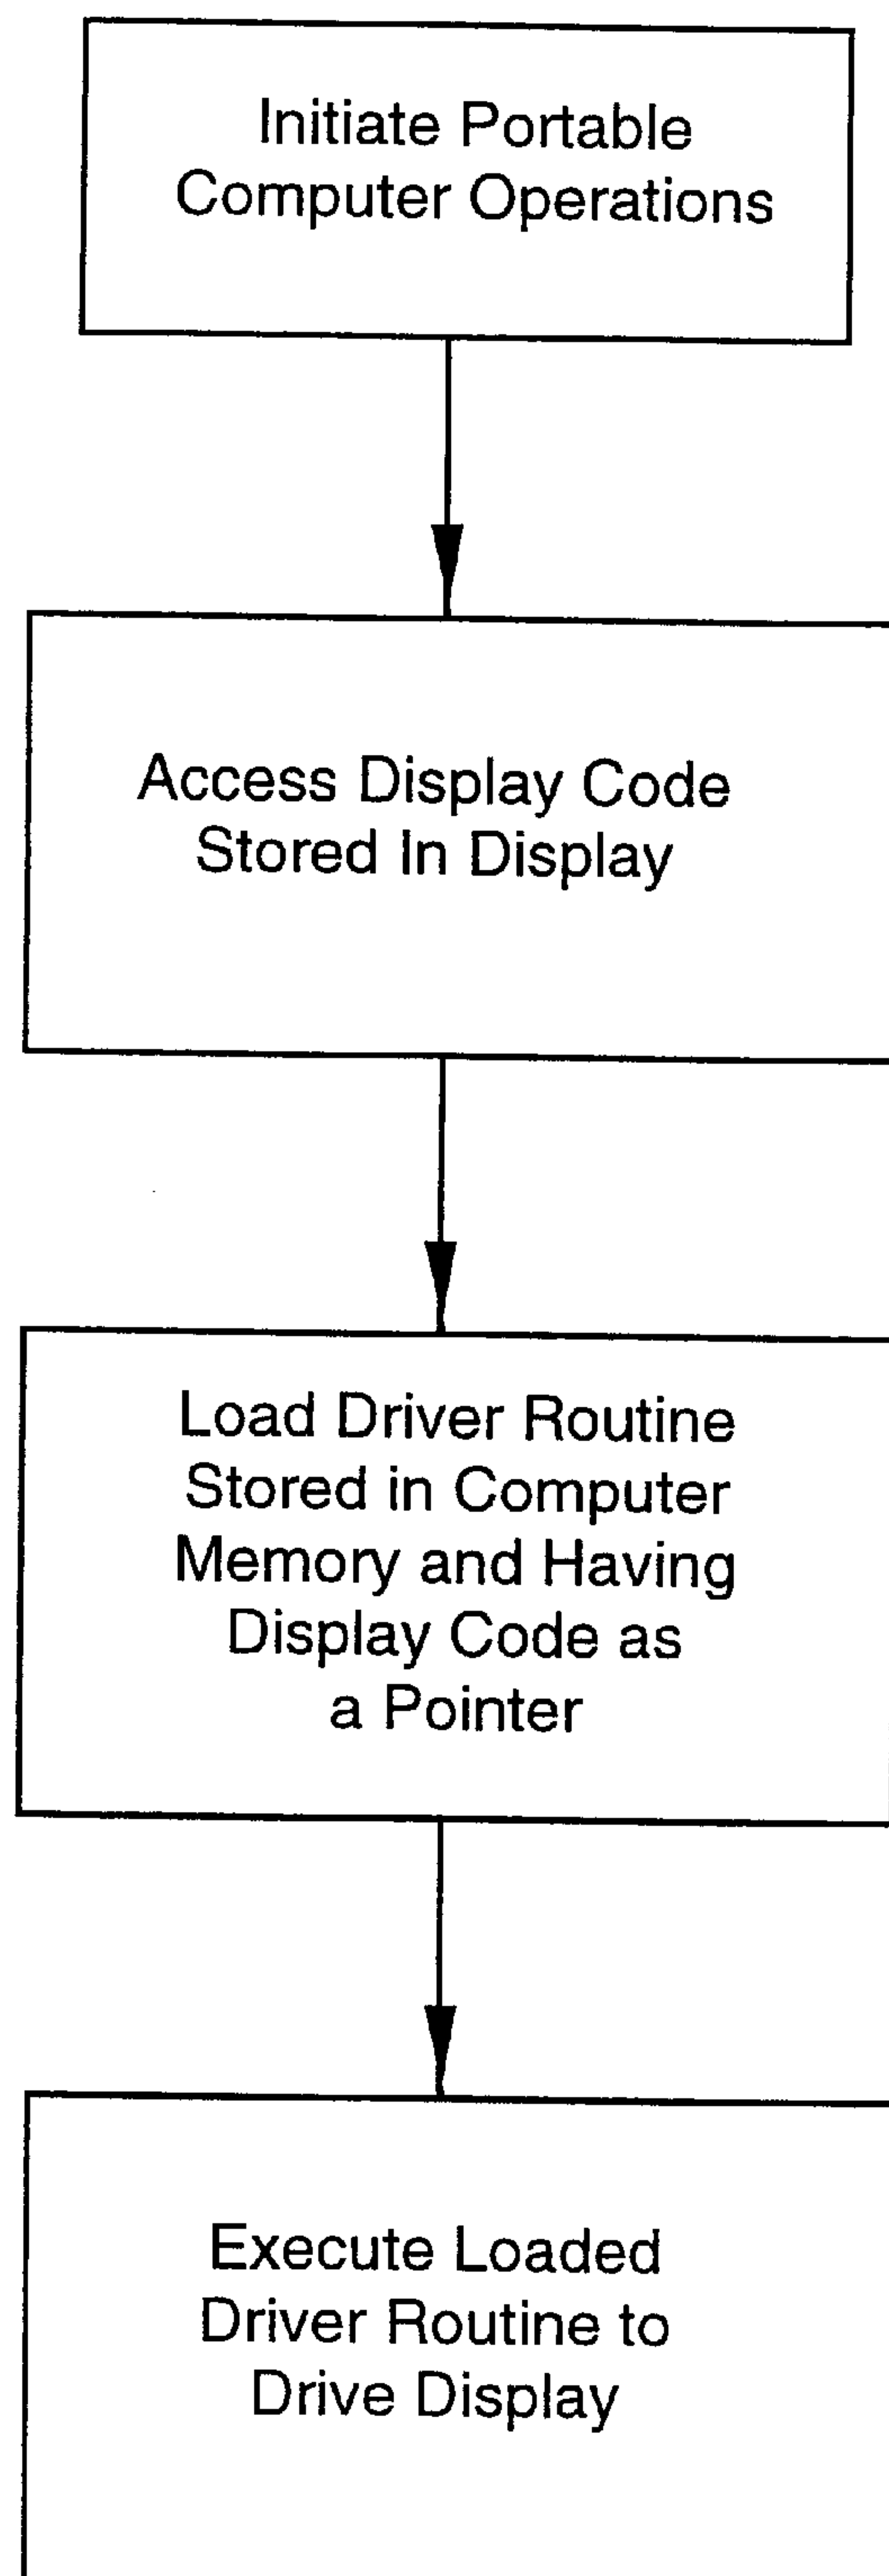 Initiate Portable
Computer Operations
Access Display Code
Stored In Display
Load Driver Routine
Stored in Computer
Memory and Having
Display Code as
a Pointer
Execute Loaded
Driver Routine to
Drive Display